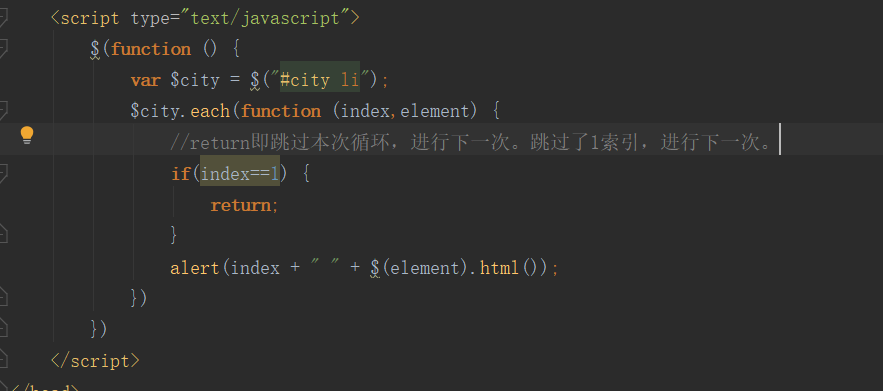 <script type="text/javascript">
$(function () {
var $city = $("#city li");
$city.each(function (index,element) {
//return即跳过本次循环，进行下一次。跳过了1索引，进行下一次。
if(index==1) {
return;
}
alert(index + " " + $(element).html());
})
})
</script>
</head>